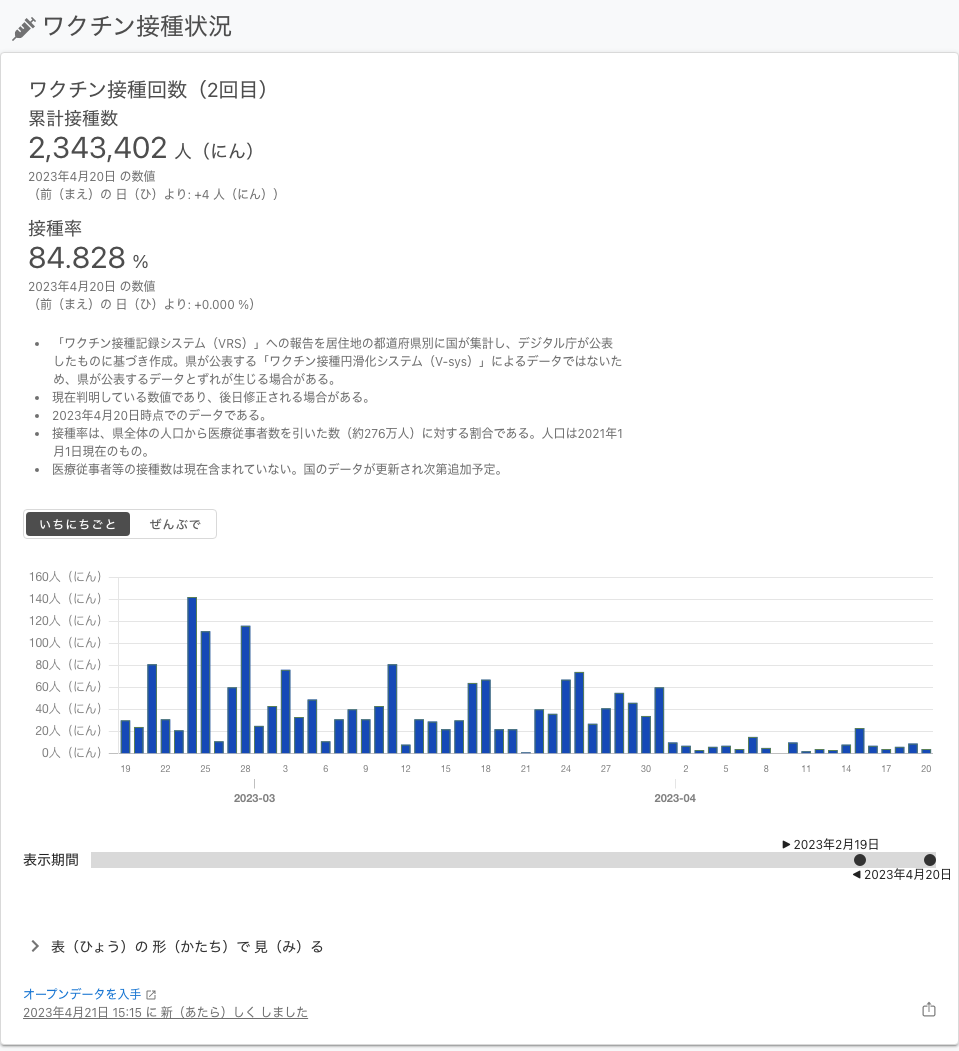 ワクチン接種状況
ワクチン接種回数（2回目）
累計接種数
2,343,402 人（にん）
2023年4月20日 の数値
（前（まえ）の 日（ひ）より: +4 人（にん））
接種率
84.828 %
2023年4月20日 の数値
（前（まえ）の 日（ひ）より: +0.000 %）
• 「ワクチン接種記録システム（VRS）」への報告を居住地の都道府県別に国が集計し、デジタル庁が公表
したものに基づき作成。県が公表する「ワクチン接種円滑化システム（V-sys）」によるデータではないた
め、県が公表するデータとずれが生じる場合がある。
• 現在判明している数値であり、後日修正される場合がある。
• 2023年4月20日時点でのデータである。
• 接種率は、県全体の人口から医療従事者数を引いた数（約276万人）に対する割合である。人口は2021年1
月1日現在のもの。
• 医療従事者等の接種数は現在含まれていない。国のデータが更新され次第追加予定。
いちにちごと ぜんぶで
160人（にん）
140人（にん）
120人（にん）
100人（にん）
80人（にん）
60人（にん）
40人（にん）
20人（にん）
0人（にん）
19 22 25 28 3 6 9 12 15 18 21 24 27 30 2 5 8 11 14 17 20
2023-03 2023-04
▶ 2023年2月19日
表示期間
◀ 2023年4月20日
表（ひょう）の 形（かたち）で 見（み）る
オープンデータを入手
2023年4月21日 15:15 に 新（あたら）しく しました